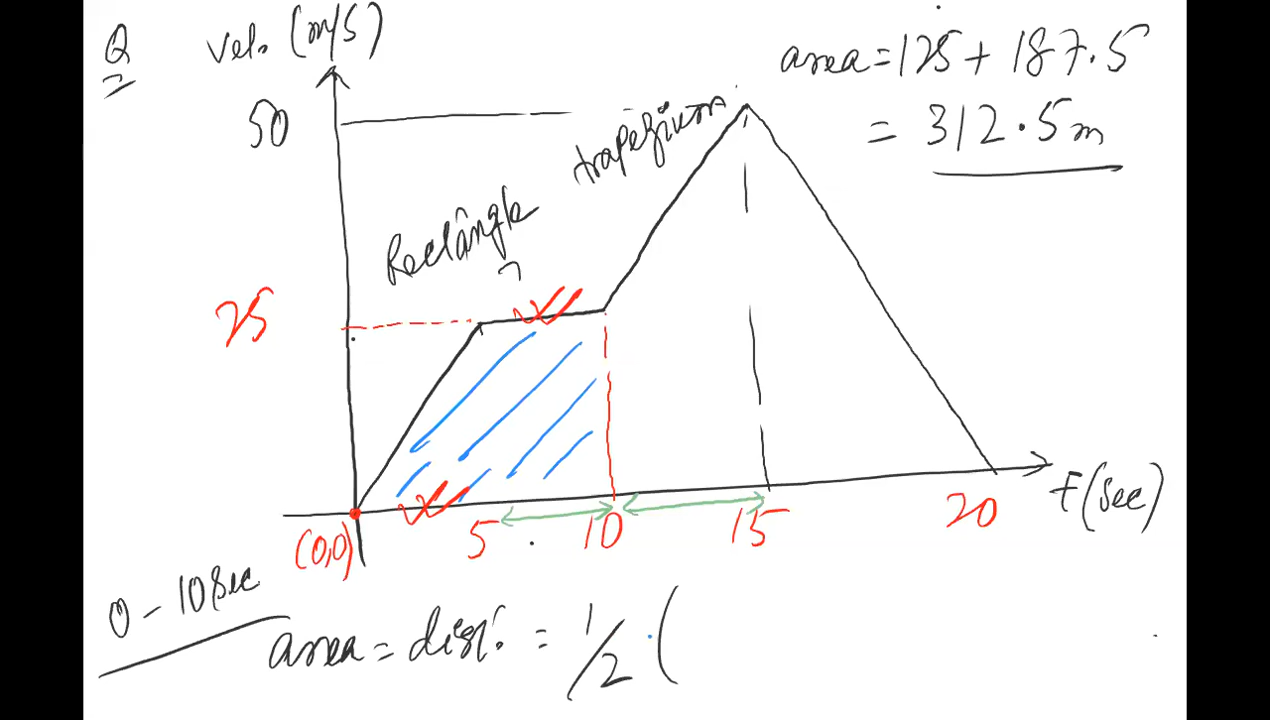 Q
Vel. (m/s)
area = 125 + 187.5
= 312.5 m
50
trapezium
Rectangle
25
(0,0)
5
10
15
20
T (sec)
0 - 10 Sec
area = dist. = 1/2 (